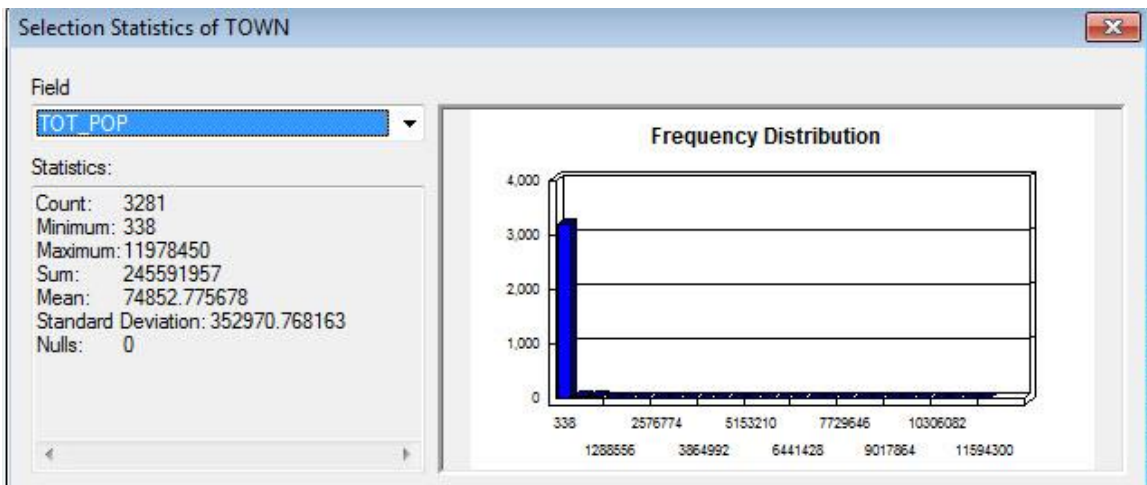 Selection Statistics of TOWN
Field
TOT_POP
Statistics:
Count: 3281
Minimum: 338
Maximum: 11978450
Sum: 245591957
Mean: 74852.775678
Standard Deviation: 352970.768163
Nulls: 0
Frequency Distribution
4,000
3,000
2,000
1,000
0
338 2576774 5153210 7729646 10306082
1288556 3864992 6441428 9017864 11594300